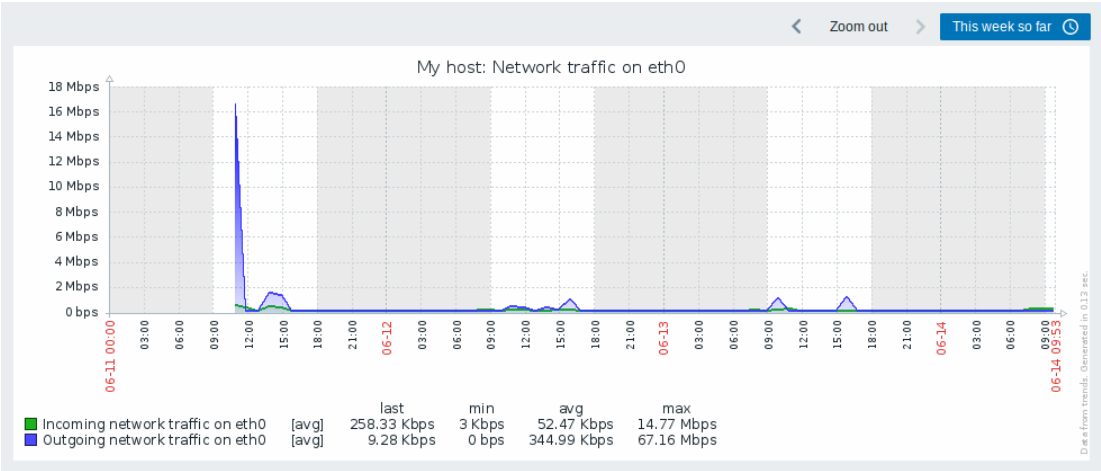 Zoom out
This week so far
My host: Network traffic on eth0
18 Mbps
16 Mbps
14 Mbps
12 Mbps
10 Mbps
8 Mbps
6 Mbps
4 Mbps
2 Mbps
0 bps
06-11 00:00
03:00
06:00
09:00
12:00
15:00
18:00
21:00
06-12
03:00
06:00
09:00
12:00
15:00
18:00
21:00
06-13
03:00
06:00
09:00
12:00
15:00
18:00
21:00
06-14
03:00
06:00
09:00
06-14 09:53
Data from trends. Generated in 0.13 sec.
last min avg max
Incoming network traffic on eth0 [avg] 258.33 Kbps 3 Kbps 52.47 Kbps 14.77 Mbps
Outgoing network traffic on eth0 [avg] 9.28 Kbps 0 bps 344.99 Kbps 67.16 Mbps